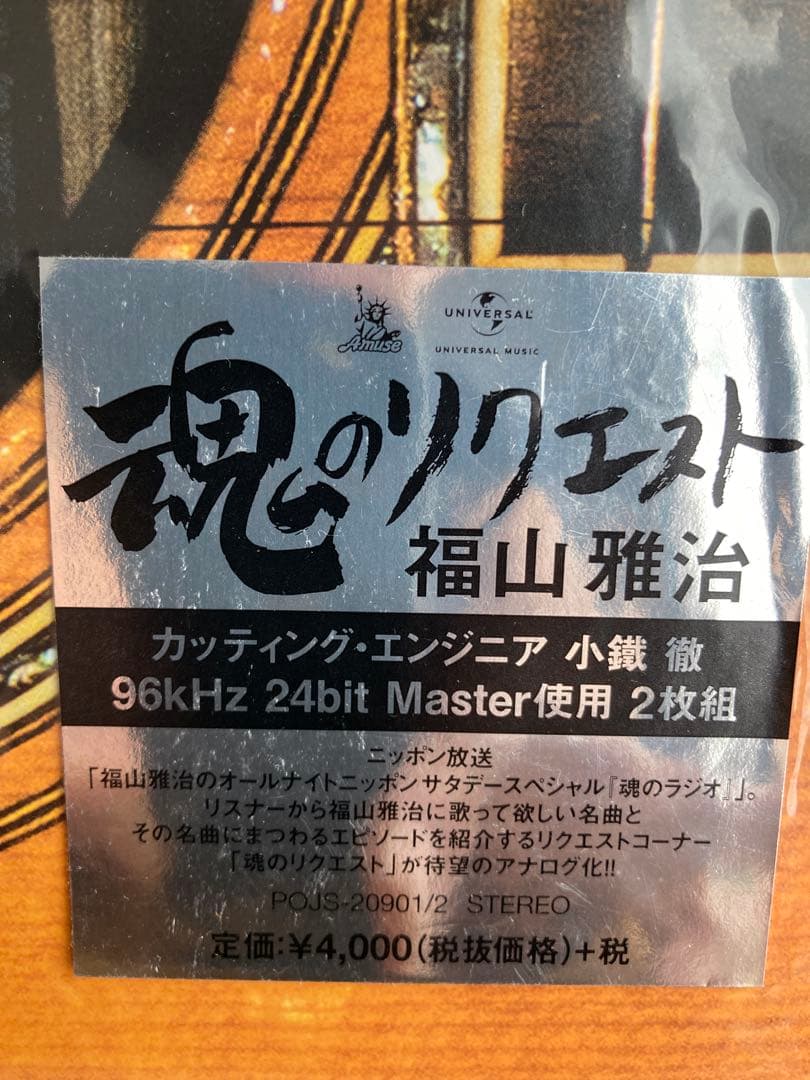 Amuse
UNIVERSAL
UNIVERSAL MUSIC
魂のリクエスト
福山雅治
カッティング・エンジニア 小鐵 徹
96kHz 24bit Master使用 2枚組
ニッポン放送
「福山雅治のオールナイトニッポンサタデースペシャル『魂のラジオ』」。
リスナーから福山雅治に歌って欲しい名曲と
その名曲にまつわるエピソードを紹介するリクエストコーナー
「魂のリクエスト」が待望のアナログ化!!
POJS-20901/2 STEREO
定価:¥4,000(税抜価格)+税